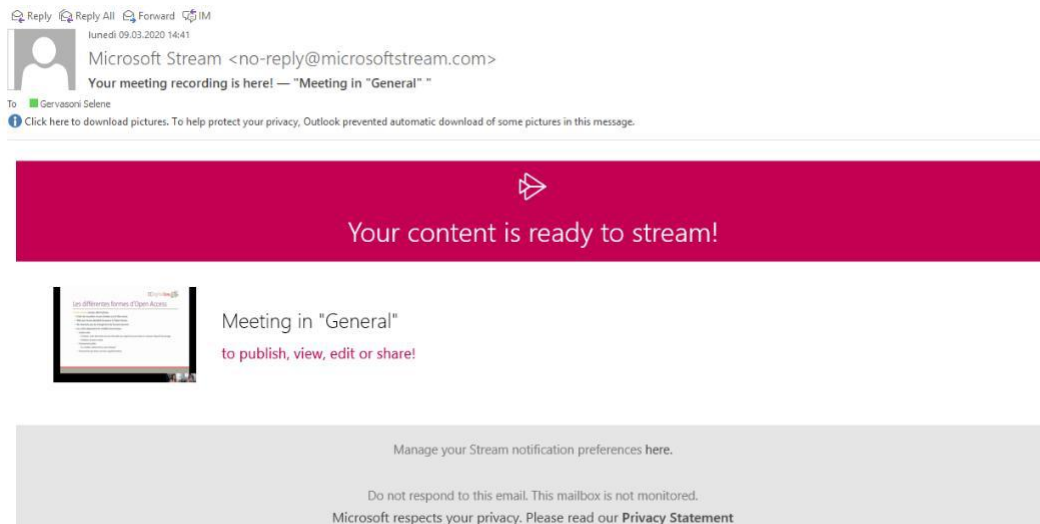 Reply Reply All Forward IM
lunedì 09.03.2020 14:41
Microsoft Stream <no-reply@microsoftstream.com>
Your meeting recording is here! — "Meeting in "General" "
To Gervasoni Selene
Click here to download pictures. To help protect your privacy, Outlook prevented automatic download of some pictures in this message.
Your content is ready to stream!
Les différentes formes d'Open Access
Meeting in "General"
to publish, view, edit or share!
Manage your Stream notification preferences here.
Do not respond to this email. This mailbox is not monitored.
Microsoft respects your privacy. Please read our Privacy Statement